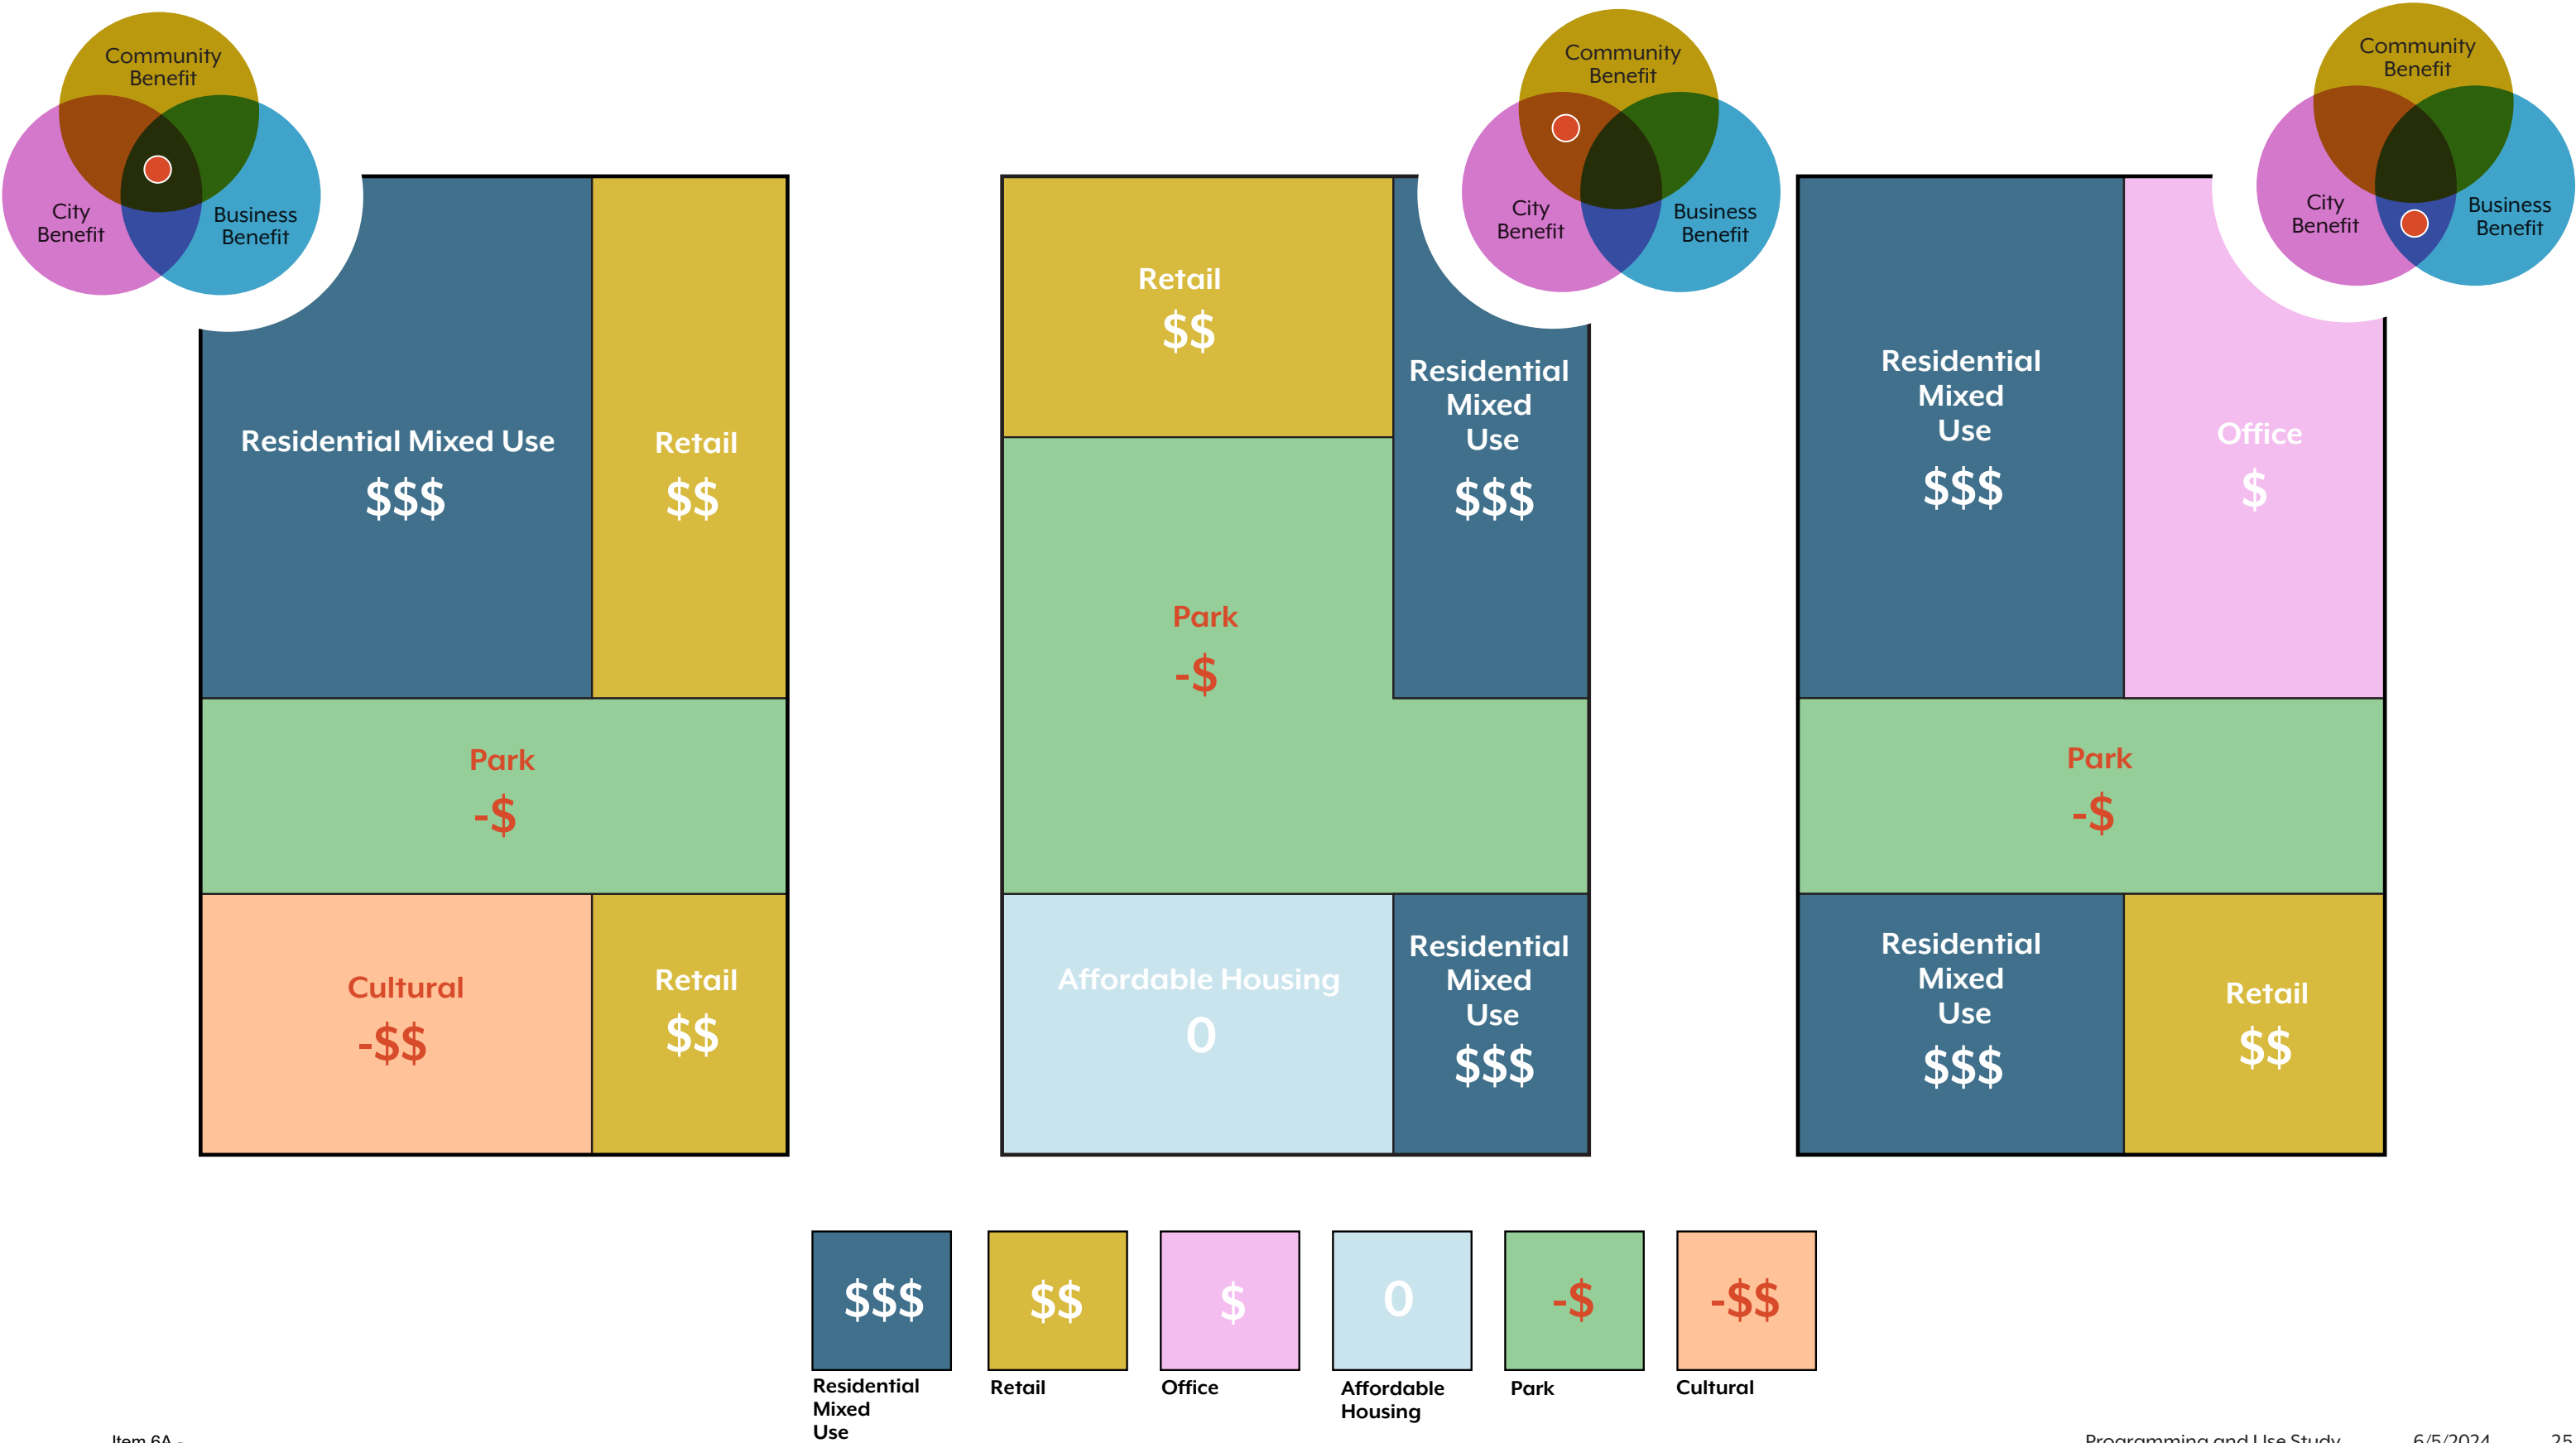 Community
Benefit
City
Benefit
Business
Benefit
Residential Mixed Use
$$$
Retail
$$
Park
-$
Cultural
-$$
Retail
$$
Community
Benefit
City
Benefit
Business
Benefit
Retail
$$
Residential
Mixed
Use
$$$
Park
-$
Affordable Housing
0
Residential
Mixed
Use
$$$
Community
Benefit
City
Benefit
Business
Benefit
Residential
Mixed
Use
$$$
Office
$
Park
-$
Residential
Mixed
Use
$$$
Retail
$$
$$$
Residential
Mixed
Use
$$
Retail
$
Office
0
Affordable
Housing
-$
Park
-$$
Cultural
Item 6A -
Programming and Use Study 6/5/2024 25